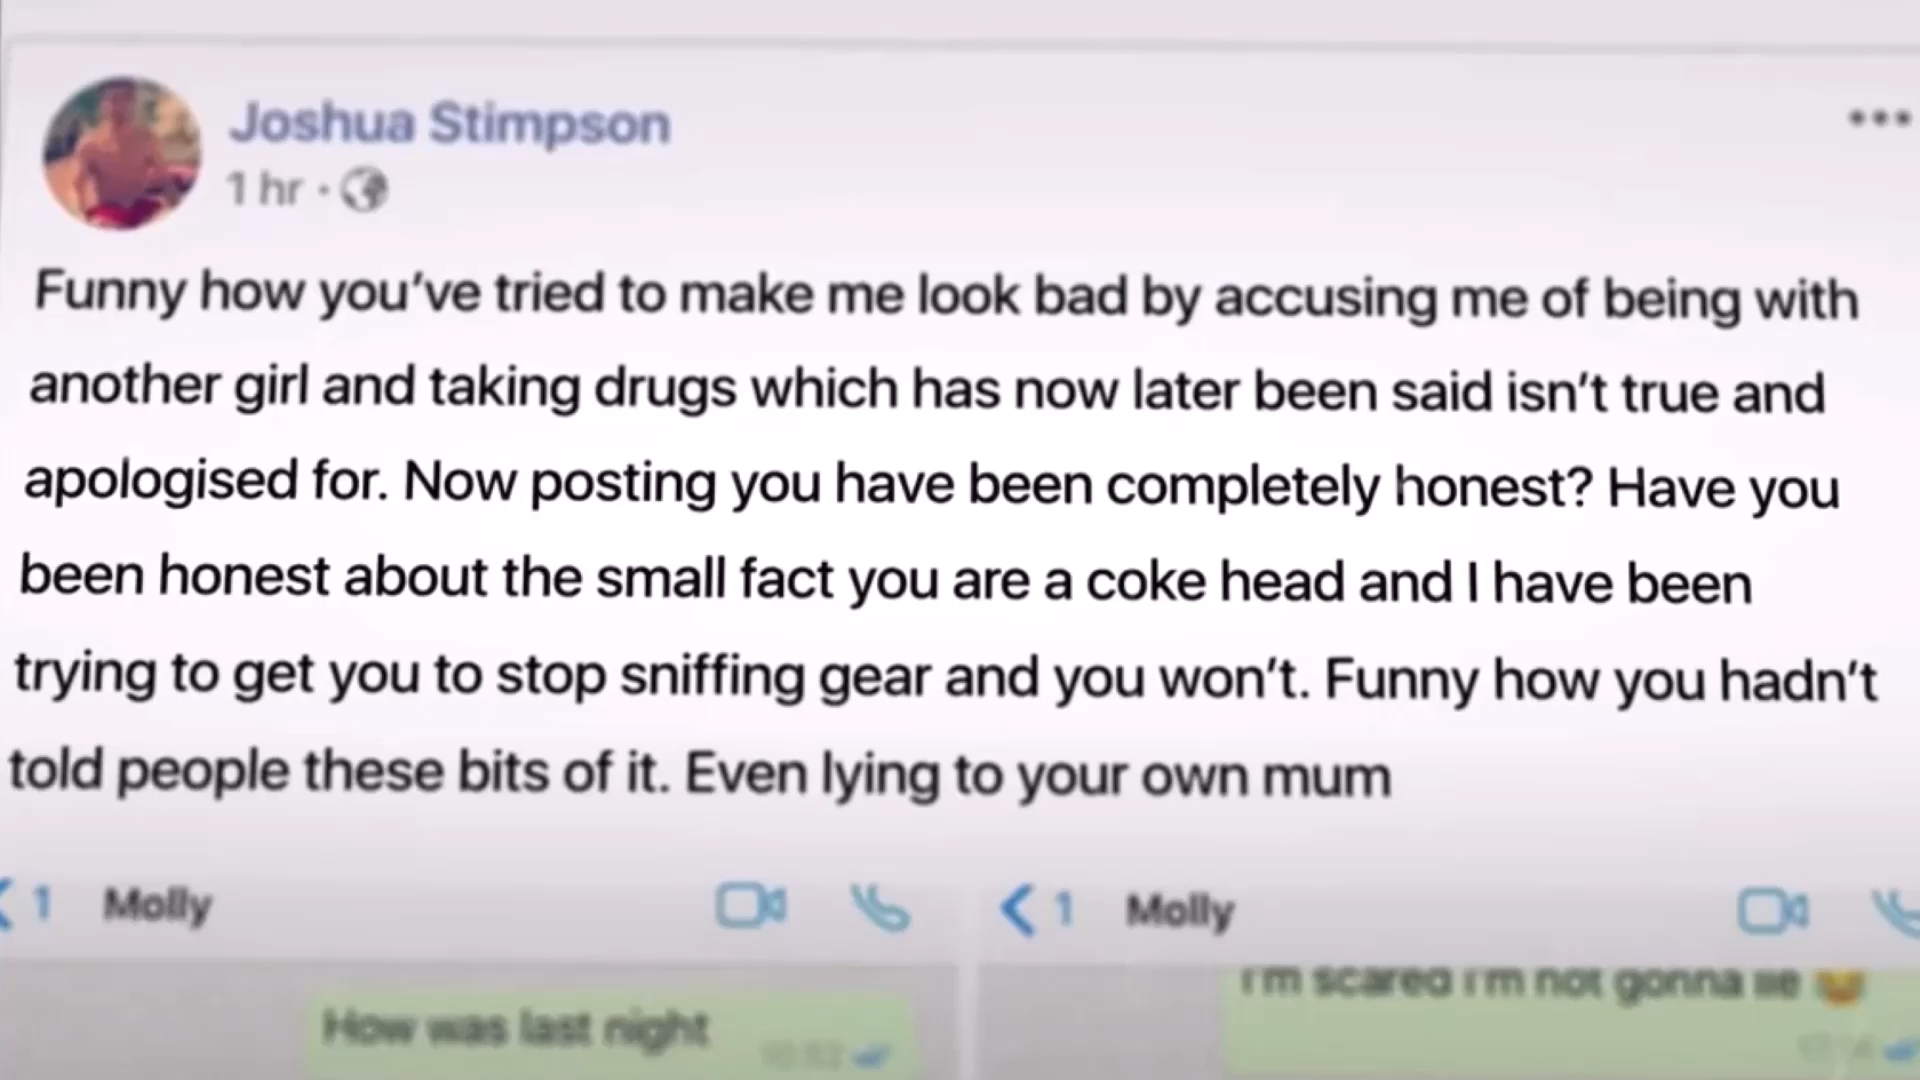 Joshua Stimpson
1 hr
Funny how you've tried to make me look bad by accusing me of being with
another girl and taking drugs which has now later been said isn't true and
apologised for. Now posting you have been completely honest? Have you
been honest about the small fact you are a coke head and I have been
trying to get you to stop sniffing gear and you won't. Funny how you hadn't
told people these bits of it. Even lying to your own mum
1 Molly
1 Molly
How was last night
I'm scared I'm not gonna lie